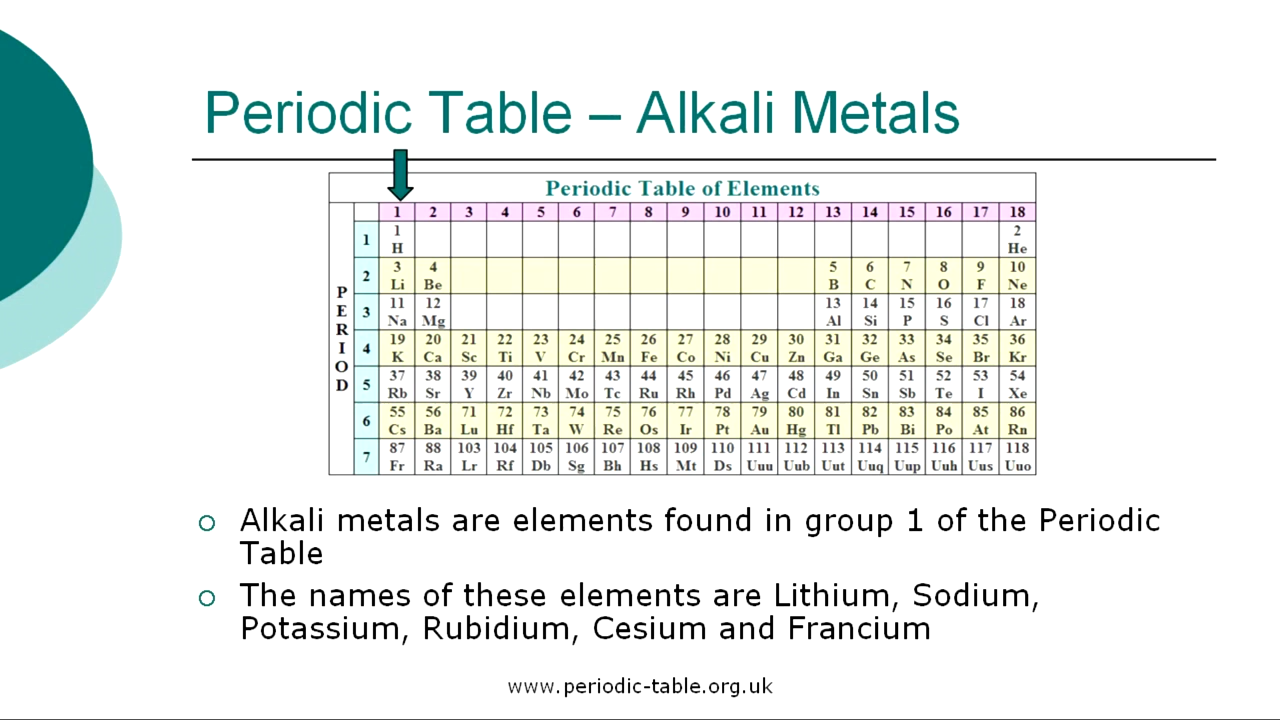 Periodic Table – Alkali Metals
Periodic Table of Elements
1 2 3 4 5 6 7 8 9 10 11 12 13 14 15 16 17 18
PERIOD
1
1 2
H He
2
3 4 5 6 7 8 9 10
Li Be B C N O F Ne
3
11 12 13 14 15 16 17 18
Na Mg Al Si P S Cl Ar
4
19 20 21 22 23 24 25 26 27 28 29 30 31 32 33 34 35 36
K Ca Sc Ti V Cr Mn Fe Co Ni Cu Zn Ga Ge As Se Br Kr
5
37 38 39 40 41 42 43 44 45 46 47 48 49 50 51 52 53 54
Rb Sr Y Zr Nb Mo Tc Ru Rh Pd Ag Cd In Sn Sb Te I Xe
6
55 56 71 72 73 74 75 76 77 78 79 80 81 82 83 84 85 86
Cs Ba Lu Hf Ta W Re Os Ir Pt Au Hg Tl Pb Bi Po At Rn
7
87 88 103 104 105 106 107 108 109 110 111 112 113 114 115 116 117 118
Fr Ra Lr Rf Db Sg Bh Hs Mt Ds Uuu Uub Uut Uuq Uup Uuh Uus Uuo
Alkali metals are elements found in group 1 of the Periodic
Table
The names of these elements are Lithium, Sodium,
Potassium, Rubidium, Cesium and Francium
www.periodic-table.org.uk